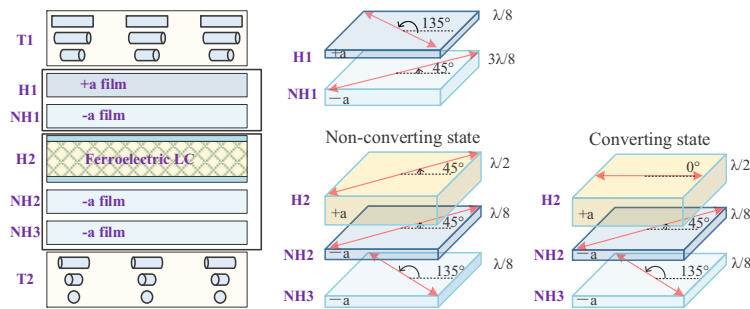 T1
H1
+a film
NH1
-a film
H2
Ferroelectric LC
NH2
-a film
NH3
-a film
T2
135°
λ/8
H1
+a
45°
3λ/8
NH1
—a
Non-converting state
45°
λ/2
H2
+a
45°
λ/8
NH2
—a
135°
λ/8
NH3
—a
Converting state
0°
λ/2
H2
+a
45°
λ/8
NH2
—a
135°
λ/8
NH3
—a